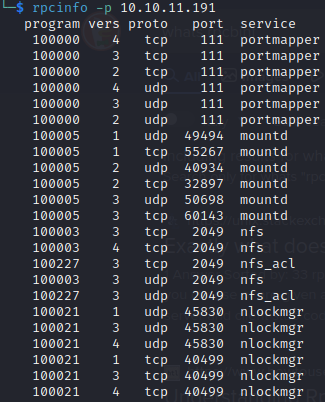 └─$ rpcinfo -p 10.10.11.191
program vers proto port service
100000 4 tcp 111 portmapper
100000 3 tcp 111 portmapper
100000 2 tcp 111 portmapper
100000 4 udp 111 portmapper
100000 3 udp 111 portmapper
100000 2 udp 111 portmapper
100005 1 udp 49494 mountd
100005 1 tcp 55267 mountd
100005 2 udp 40934 mountd
100005 2 tcp 32897 mountd
100005 3 udp 50698 mountd
100005 3 tcp 60143 mountd
100003 3 tcp 2049 nfs
100003 4 tcp 2049 nfs
100227 3 tcp 2049 nfs_acl
100003 3 udp 2049 nfs
100227 3 udp 2049 nfs_acl
100021 1 udp 45830 nlockmgr
100021 3 udp 45830 nlockmgr
100021 4 udp 45830 nlockmgr
100021 1 tcp 40499 nlockmgr
100021 3 tcp 40499 nlockmgr
100021 4 tcp 40499 nlockmgr